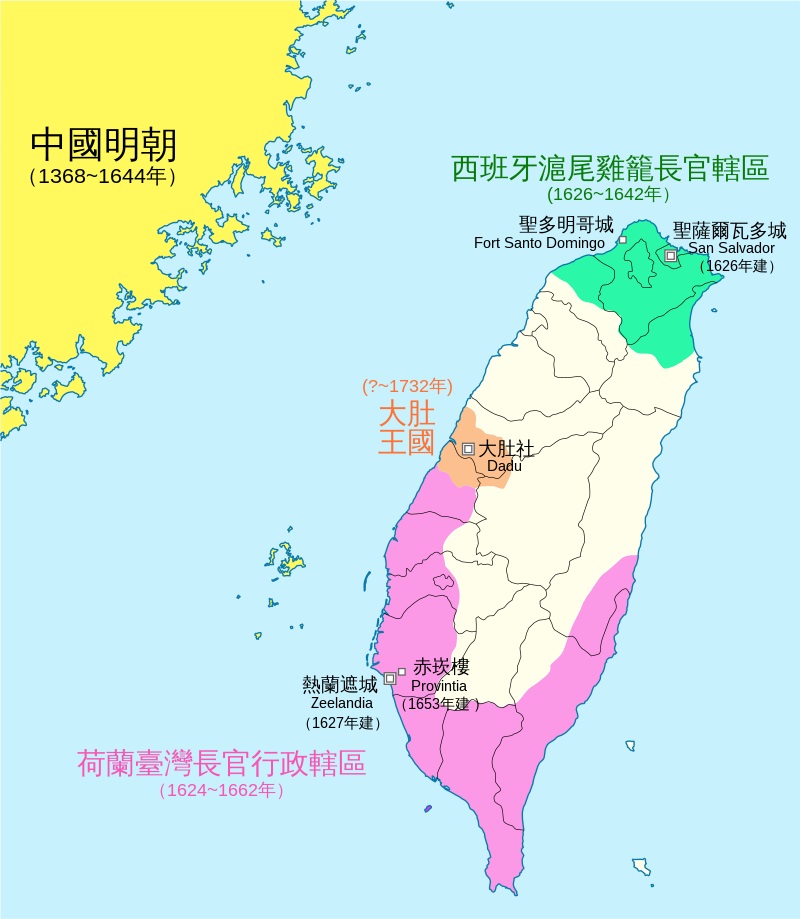 中國明朝
（1368~1644年）
西班牙滬尾雞籠長官轄區
(1626~1642年）
聖多明哥城
Fort Santo Domingo
聖薩爾瓦多城
San Salvador
（1626年建）
(?~1732年)
大肚
王國
大肚社
Dadu
赤崁樓
Provintia
（1653年建 ）
熱蘭遮城
Zeelandia
（1627年建）
荷蘭臺灣長官行政轄區
（1624~1662年）